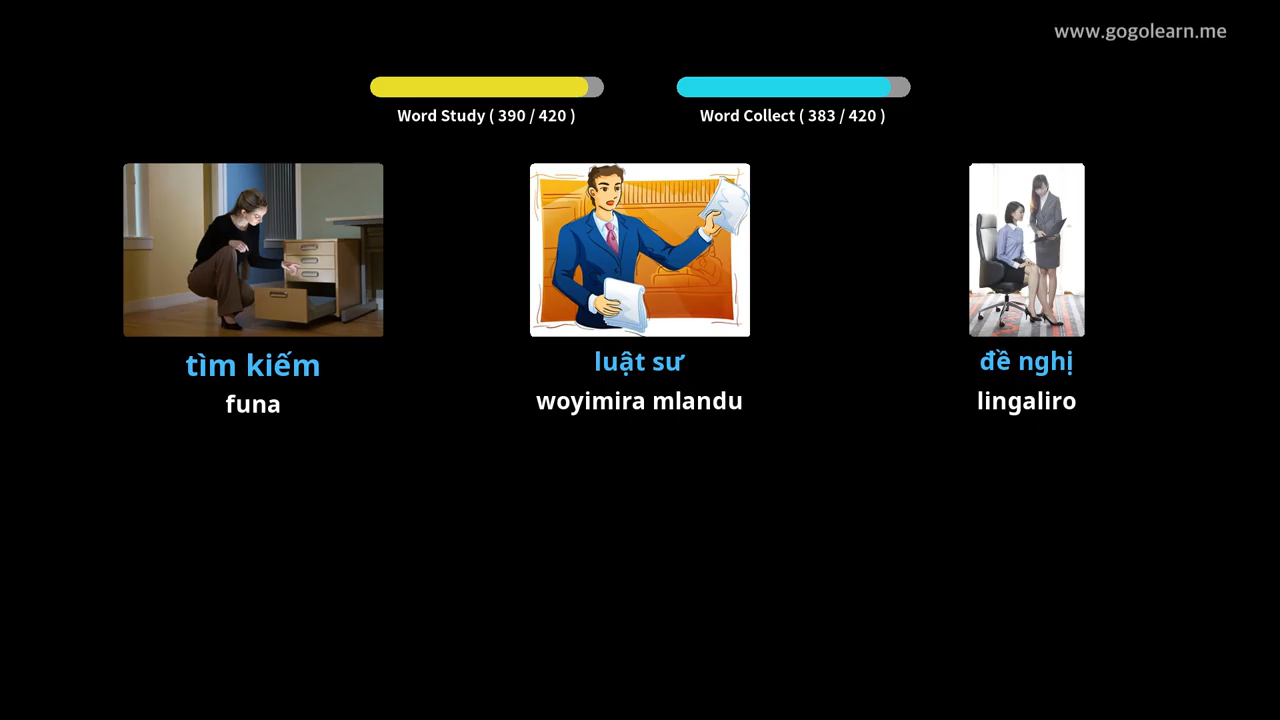 www.gogolearn.me
Word Study ( 390 / 420 )
Word Collect ( 383 / 420 )
tìm kiếm
luật sư
đề nghị
funa
woyimira mlandu
lingaliro